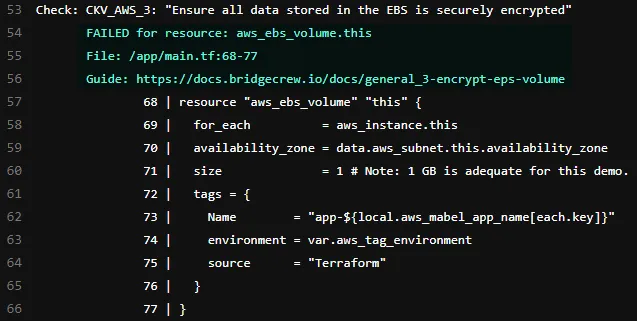 53 Check: CKV_AWS_3: "Ensure all data stored in the EBS is securely encrypted"
54 FAILED for resource: aws_ebs_volume.this
55 File: /app/main.tf:68-77
56 Guide: https://docs.bridgecrew.io/docs/general_3-encrypt-eps-volume
57 68 | resource "aws_ebs_volume" "this" {
58 69 |   for_each          = aws_instance.this
59 70 |   availability_zone = data.aws_subnet.this.availability_zone
60 71 |   size              = 1 # Note: 1 GB is adequate for this demo.
61 72 |   tags = {
62 73 |     Name        = "app-${local.aws_mabel_app_name[each.key]}"
63 74 |     environment = var.aws_tag_environment
64 75 |     source      = "Terraform"
65 76 |   }
66 77 | }